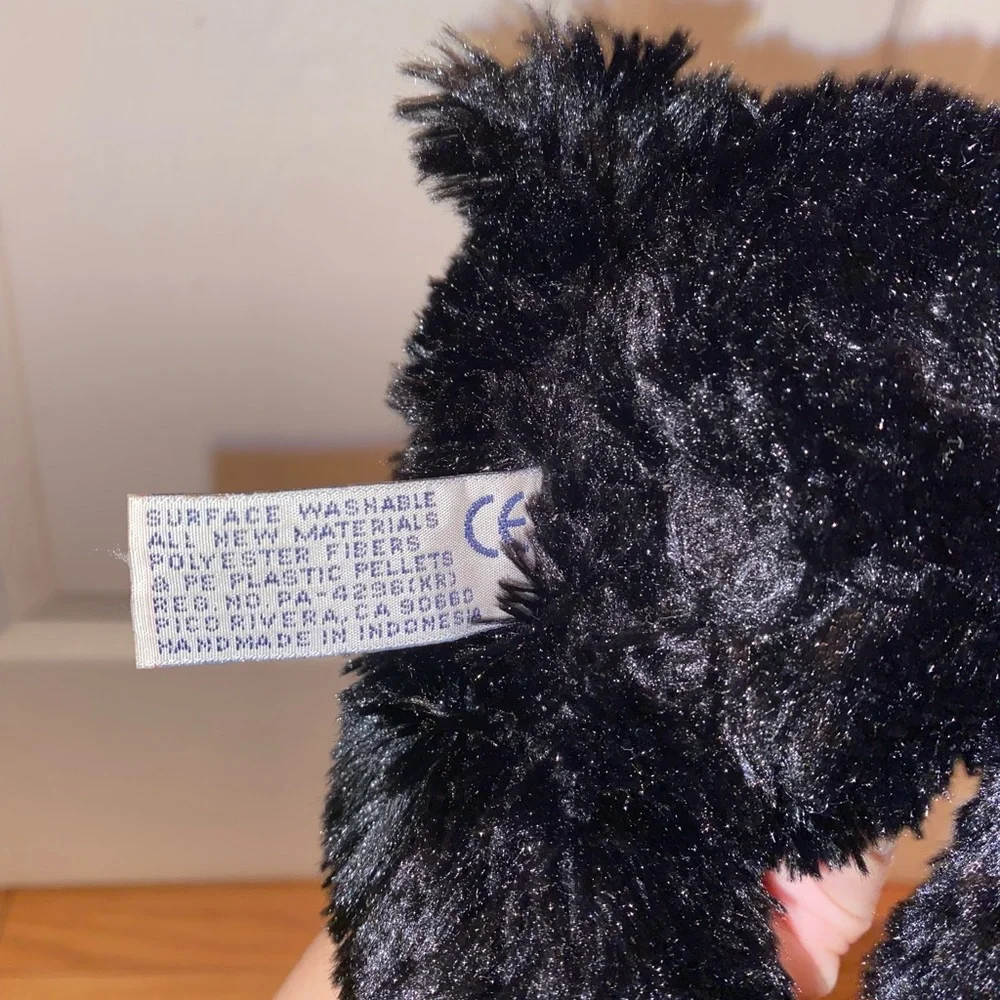 SURFACE WASHABLE
ALL NEW MATERIALS
POLYESTER FIBERS
& PE PLASTIC PELLETS
REG. NO PA-4296(KR)
PICO RIVERA, CA 90660
HANDMADE IN INDONESIA
CE